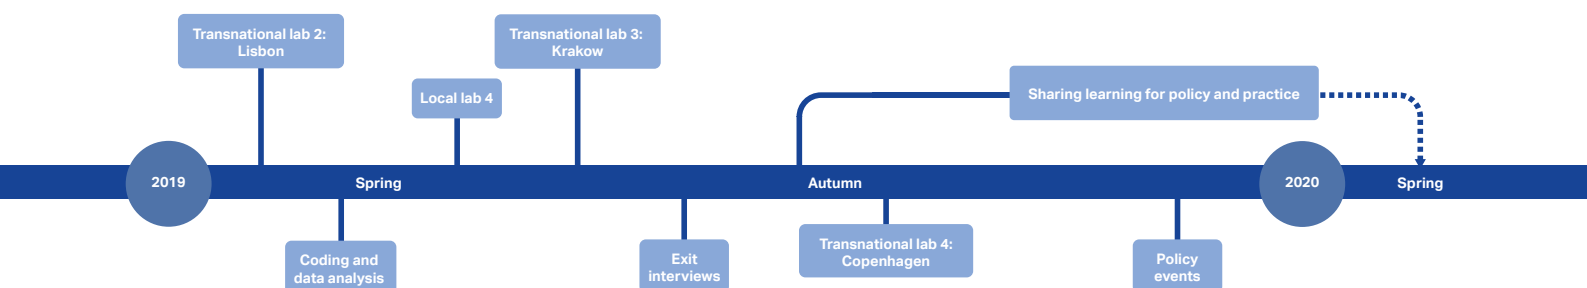 Transnational lab 2:
Lisbon
Transnational lab 3:
Krakow
Local lab 4
Sharing learning for policy and practice
2019
Spring
Autumn
2020
Spring
Coding and
data analysis
Exit
interviews
Transnational lab 4:
Copenhagen
Policy
events